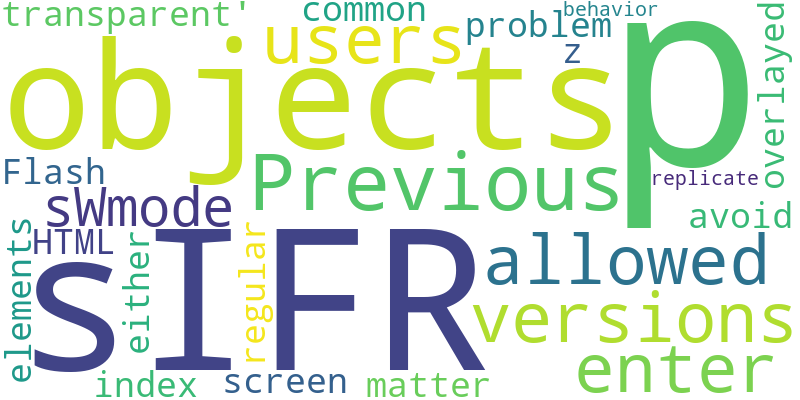 transparent'
common
behavior
users
problem
z
overlayed
objects
p
Flash
Previous
replicate
sWmode
avoid
HTML
sIFR
elements
either
regular
allowed
versions
enter
index
screen
matter